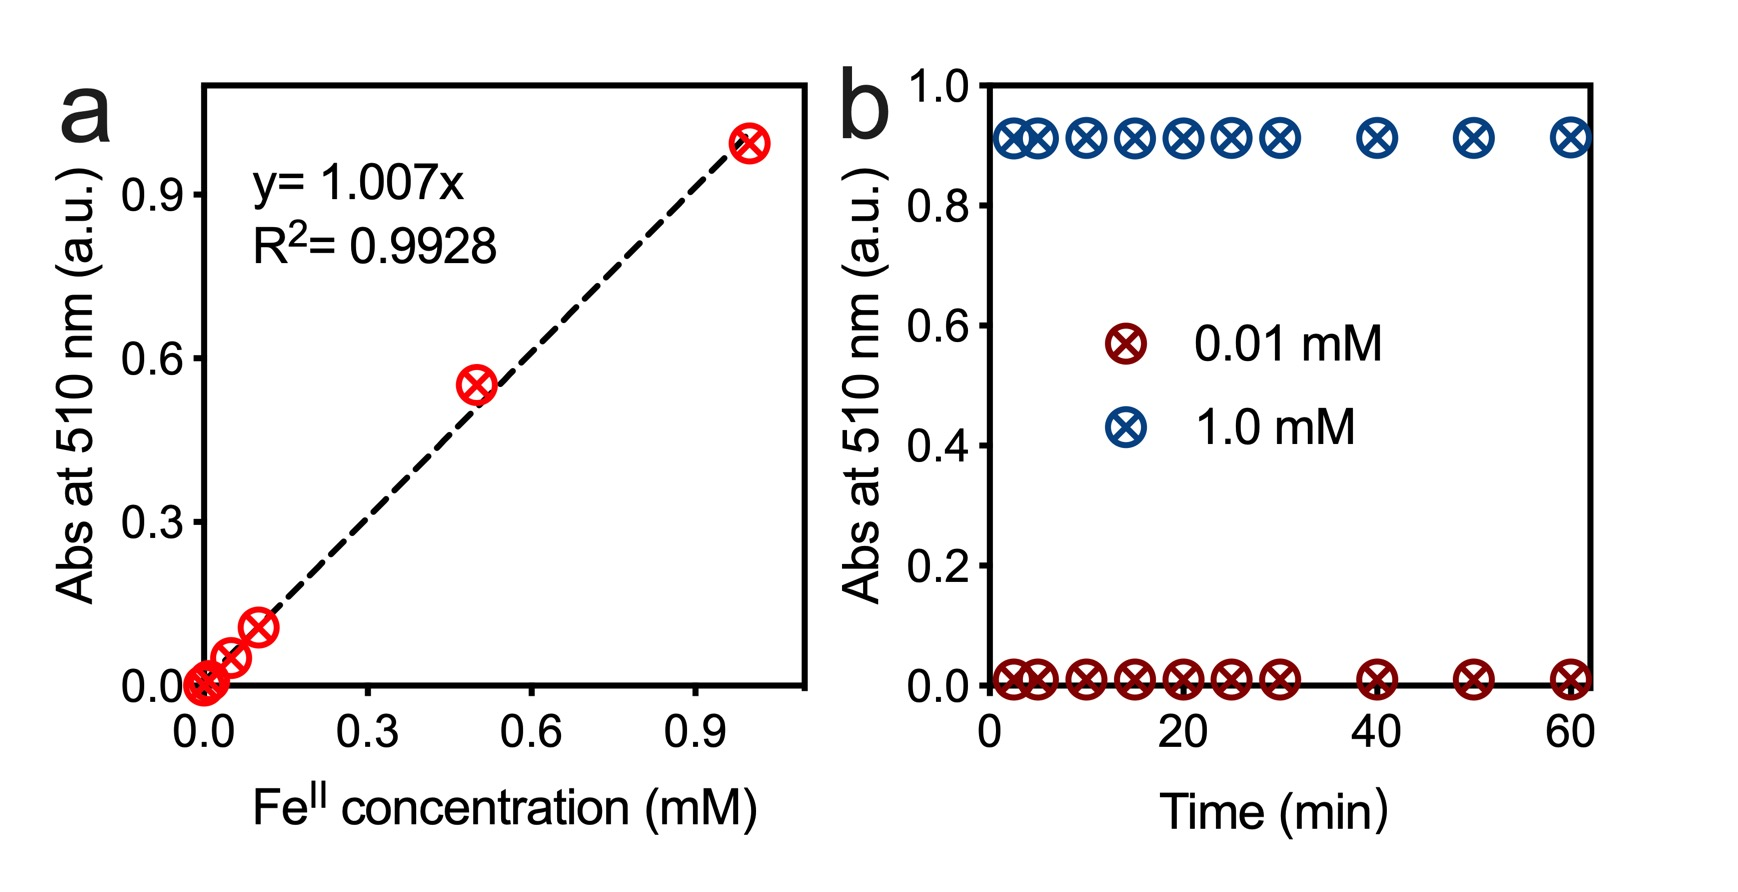 a
y= 1.007x
R²= 0.9928
Abs at 510 nm (a.u.)
0.9
0.6
0.3
0.0
0.0 0.3 0.6 0.9
Fe^II concentration (mM)
b
Abs at 510 nm (a.u.)
1.0
0.8
0.6
0.4
0.2
0.0
0.01 mM
1.0 mM
0 20 40 60
Time (min)